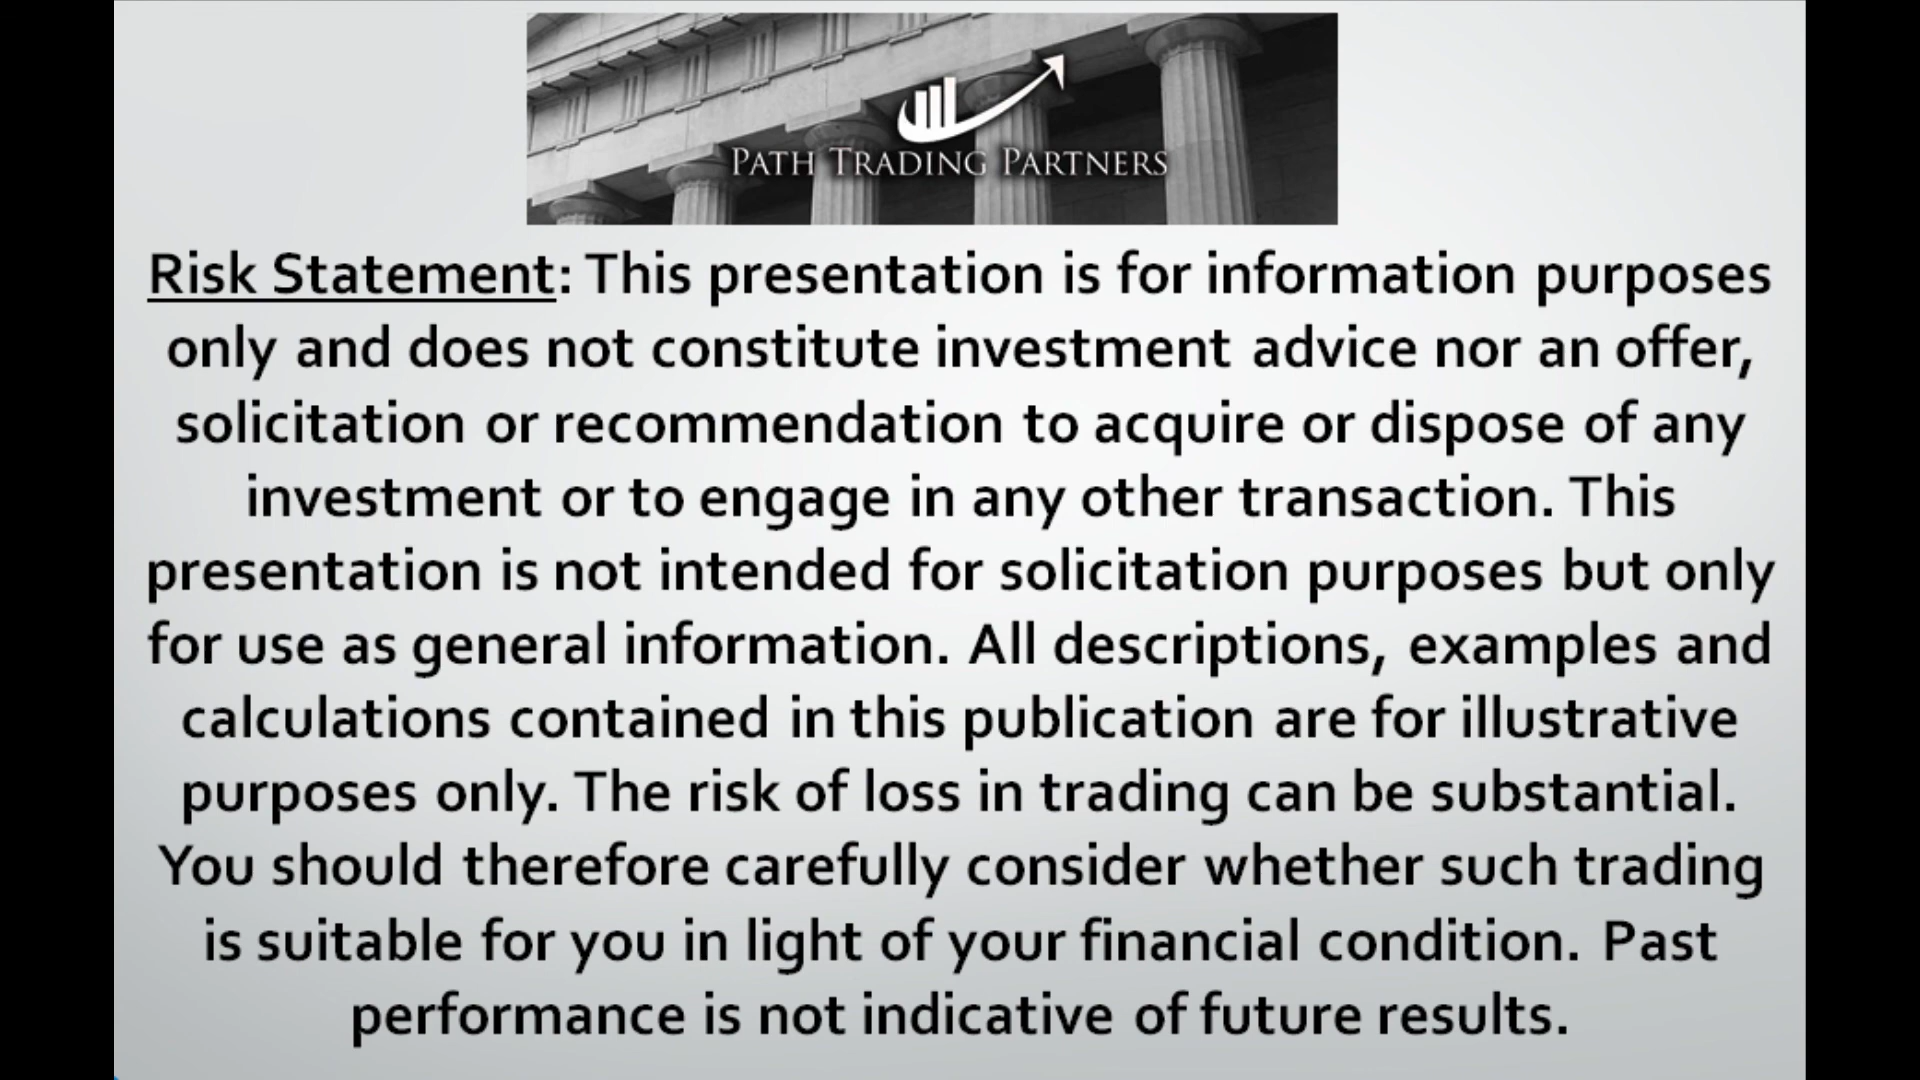 PATH TRADING PARTNERS
Risk Statement: This presentation is for information purposes
only and does not constitute investment advice nor an offer,
solicitation or recommendation to acquire or dispose of any
investment or to engage in any other transaction. This
presentation is not intended for solicitation purposes but only
for use as general information. All descriptions, examples and
calculations contained in this publication are for illustrative
purposes only. The risk of loss in trading can be substantial.
You should therefore carefully consider whether such trading
is suitable for you in light of your financial condition. Past
performance is not indicative of future results.